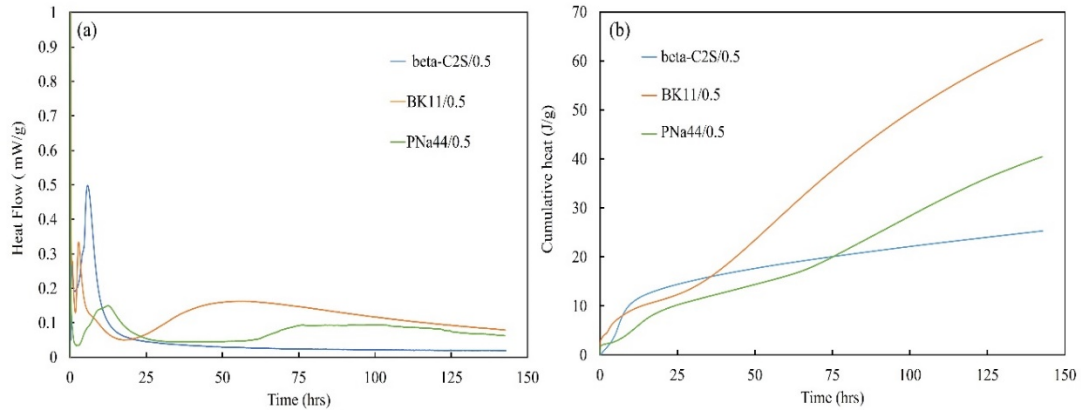 (a)
1
0.9
0.8
0.7
0.6
0.5
0.4
0.3
0.2
0.1
0
Heat Flow ( mW/g)
beta-C2S/0.5
BK11/0.5
PNa44/0.5
0 25 50 75 100 125 150
Time (hrs)
(b)
70
60
50
40
30
20
10
0
Cumulative heat (J/g)
beta-C2S/0.5
BK11/0.5
PNa44/0.5
0 25 50 75 100 125 150
Time (hrs)